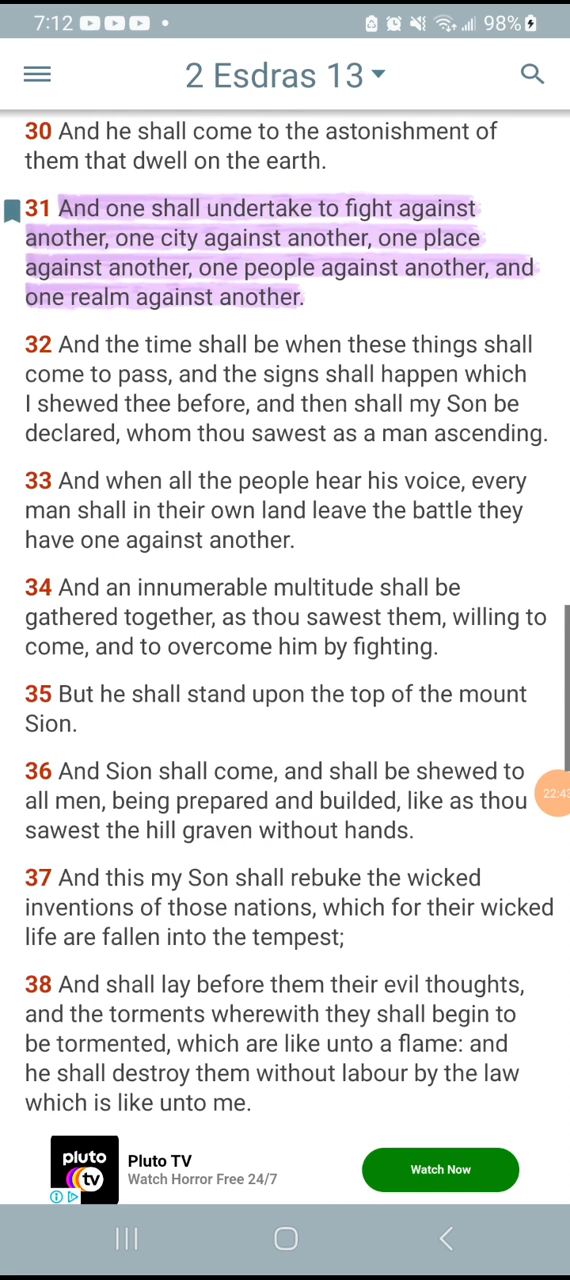 7:12 98%
2 Esdras 13
30 And he shall come to the astonishment of
them that dwell on the earth.
31 And one shall undertake to fight against
another, one city against another, one place
against another, one people against another, and
one realm against another.
32 And the time shall be when these things shall
come to pass, and the signs shall happen which
I shewed thee before, and then shall my Son be
declared, whom thou sawest as a man ascending.
33 And when all the people hear his voice, every
man shall in their own land leave the battle they
have one against another.
34 And an innumerable multitude shall be
gathered together, as thou sawest them, willing to
come, and to overcome him by fighting.
35 But he shall stand upon the top of the mount
Sion.
36 And Sion shall come, and shall be shewed to
all men, being prepared and builded, like as thou
22:43
sawest the hill graven without hands.
37 And this my Son shall rebuke the wicked
inventions of those nations, which for their wicked
life are fallen into the tempest;
38 And shall lay before them their evil thoughts,
and the torments wherewith they shall begin to
be tormented, which are like unto a flame: and
he shall destroy them without labour by the law
which is like unto me.
pluto
tv
Pluto TV
Watch Horror Free 24/7
Watch Now